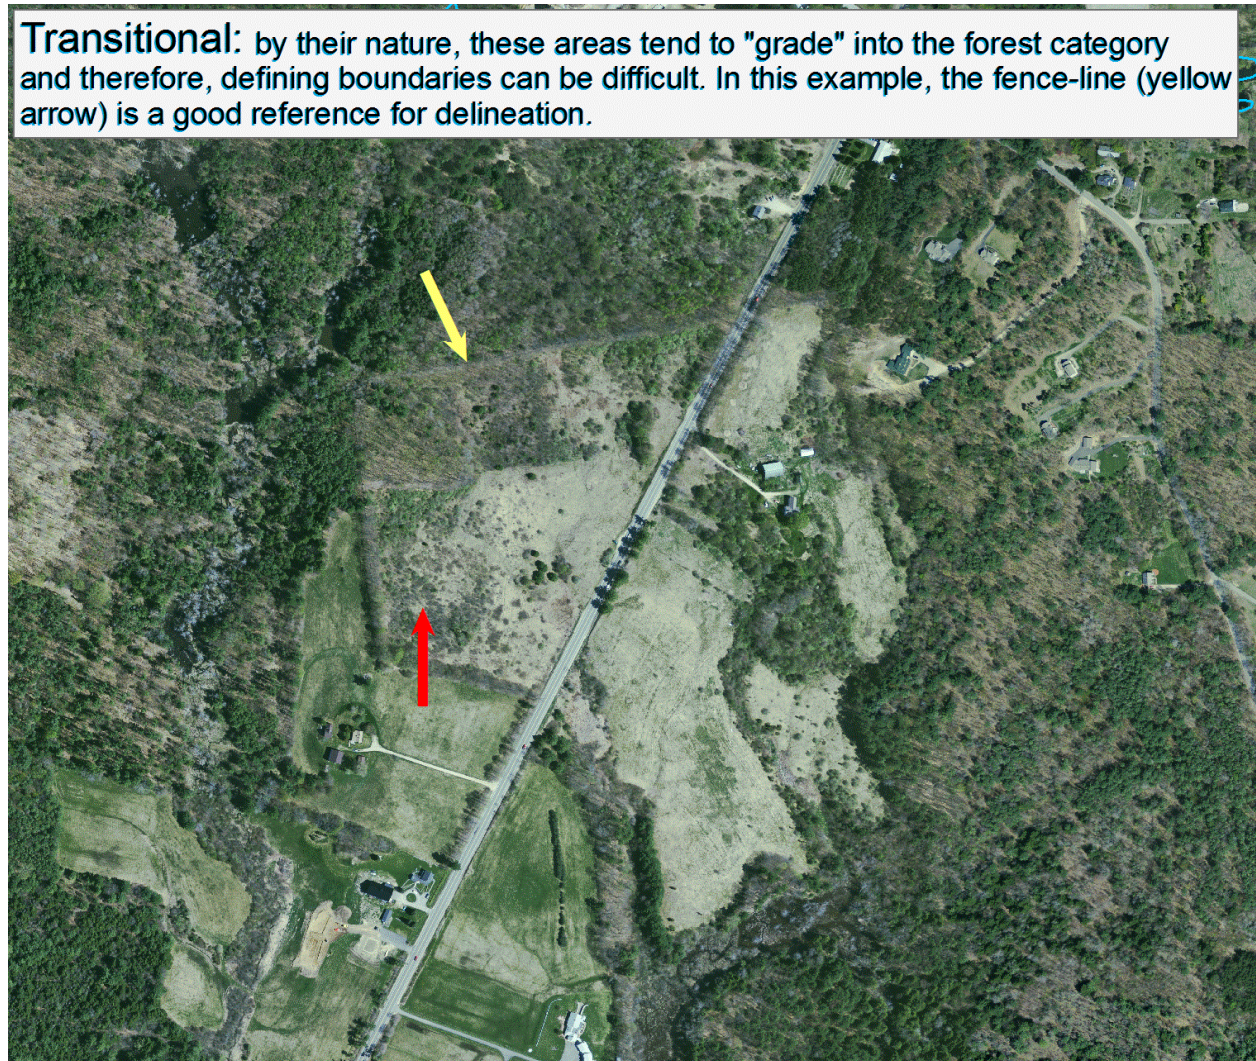 Transitional: by their nature, these areas tend to "grade" into the forest category
and therefore, defining boundaries can be difficult. In this example, the fence-line (yellow
arrow) is a good reference for delineation.